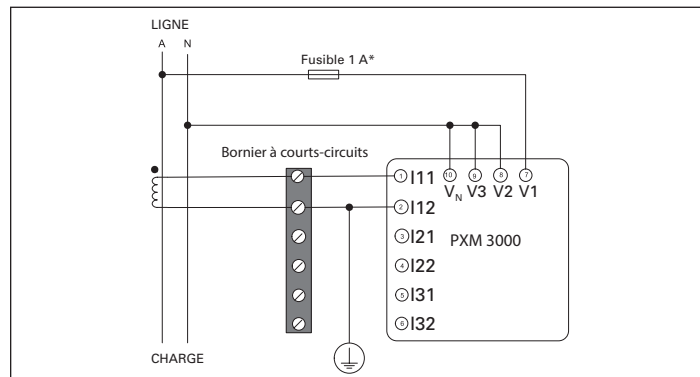 LIGNE
A N
Fusible 1 A*
Bornier à courts-circuits
1 I11
10 9 8 7
VN V3 V2 V1
2 I12
3 I21
PXM 3000
4 I22
5 I31
6 I32
CHARGE